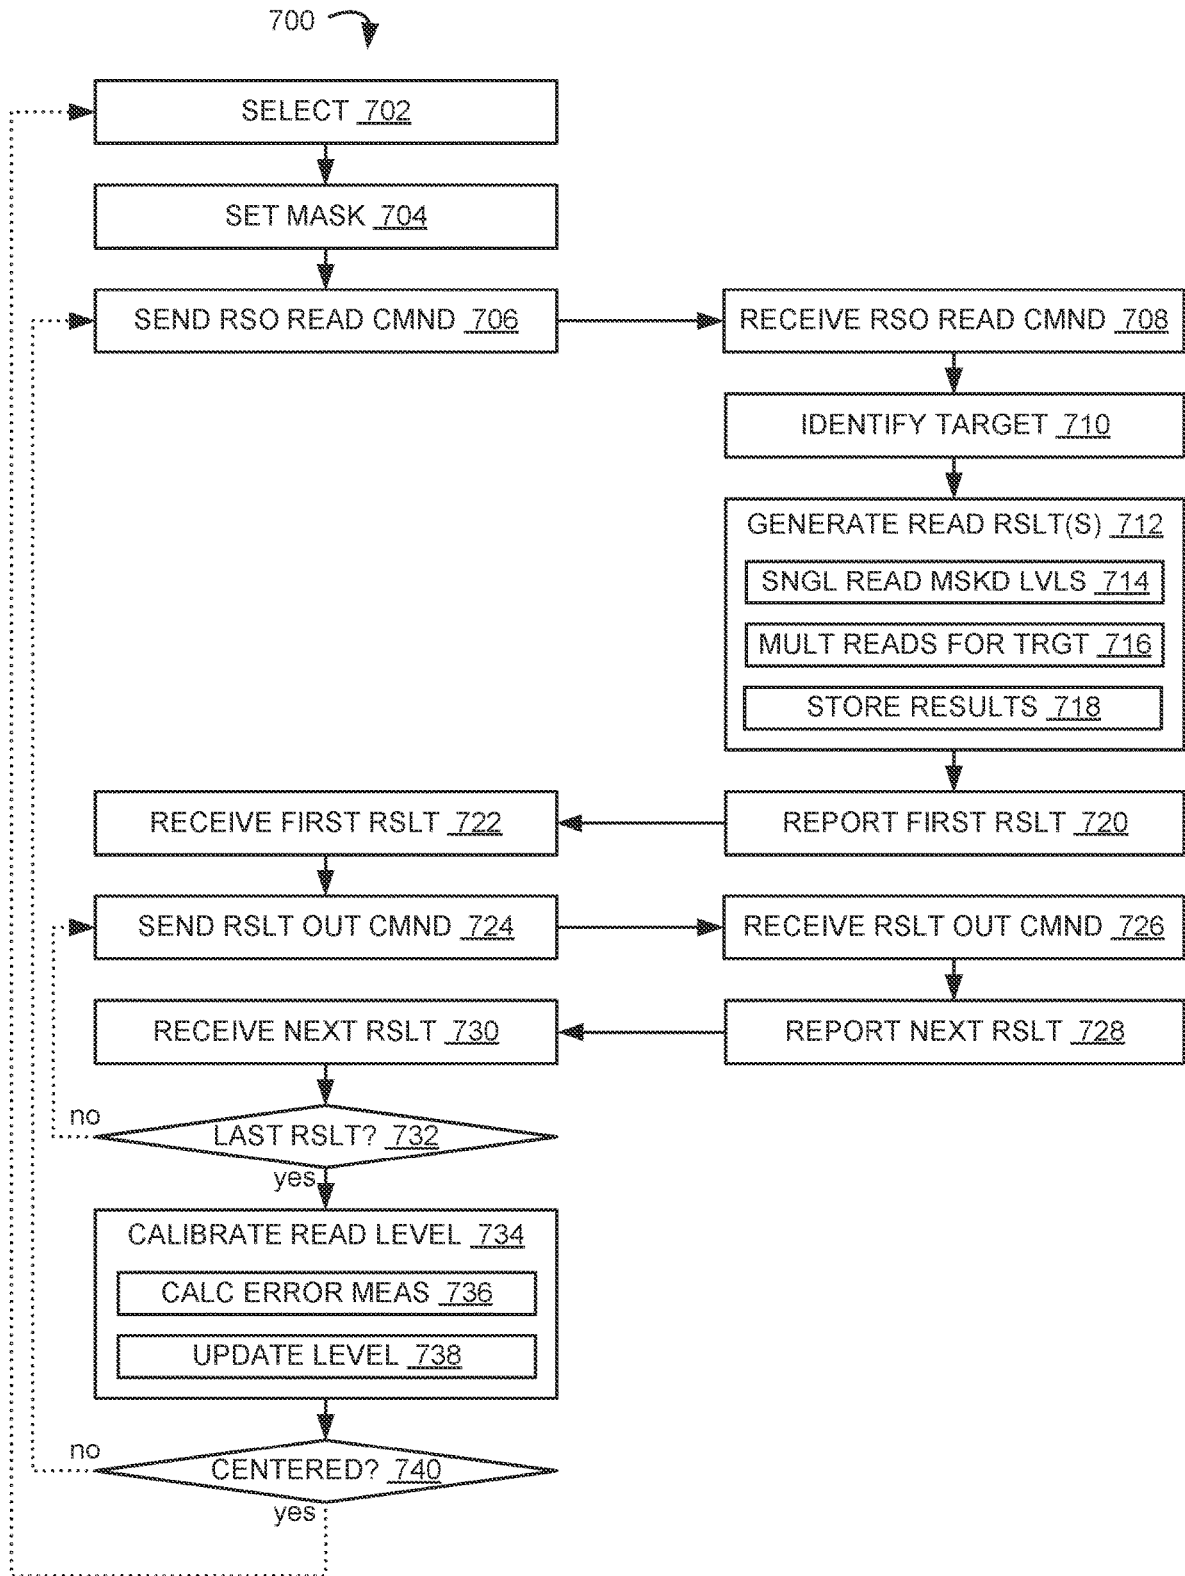 700
SELECT 702
SET MASK 704
SEND RSO READ CMND 706
RECEIVE RSO READ CMND 708
IDENTIFY TARGET 710
GENERATE READ RSLT(S) 712
SNGL READ MSKD LVLS 714
MULT READS FOR TRGT 716
STORE RESULTS 718
RECEIVE FIRST RSLT 722
REPORT FIRST RSLT 720
SEND RSLT OUT CMND 724
RECEIVE RSLT OUT CMND 726
RECEIVE NEXT RSLT 730
REPORT NEXT RSLT 728
no
LAST RSLT? 732
yes
CALIBRATE READ LEVEL 734
CALC ERROR MEAS 736
UPDATE LEVEL 738
no
CENTERED? 740
yes